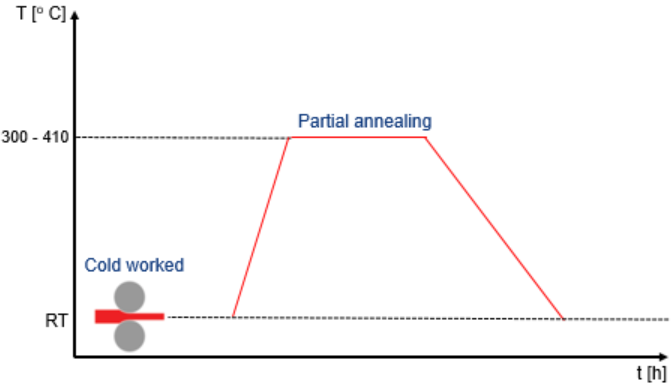 T [° C]
Partial annealing
300 - 410
Cold worked
RT
t [h]